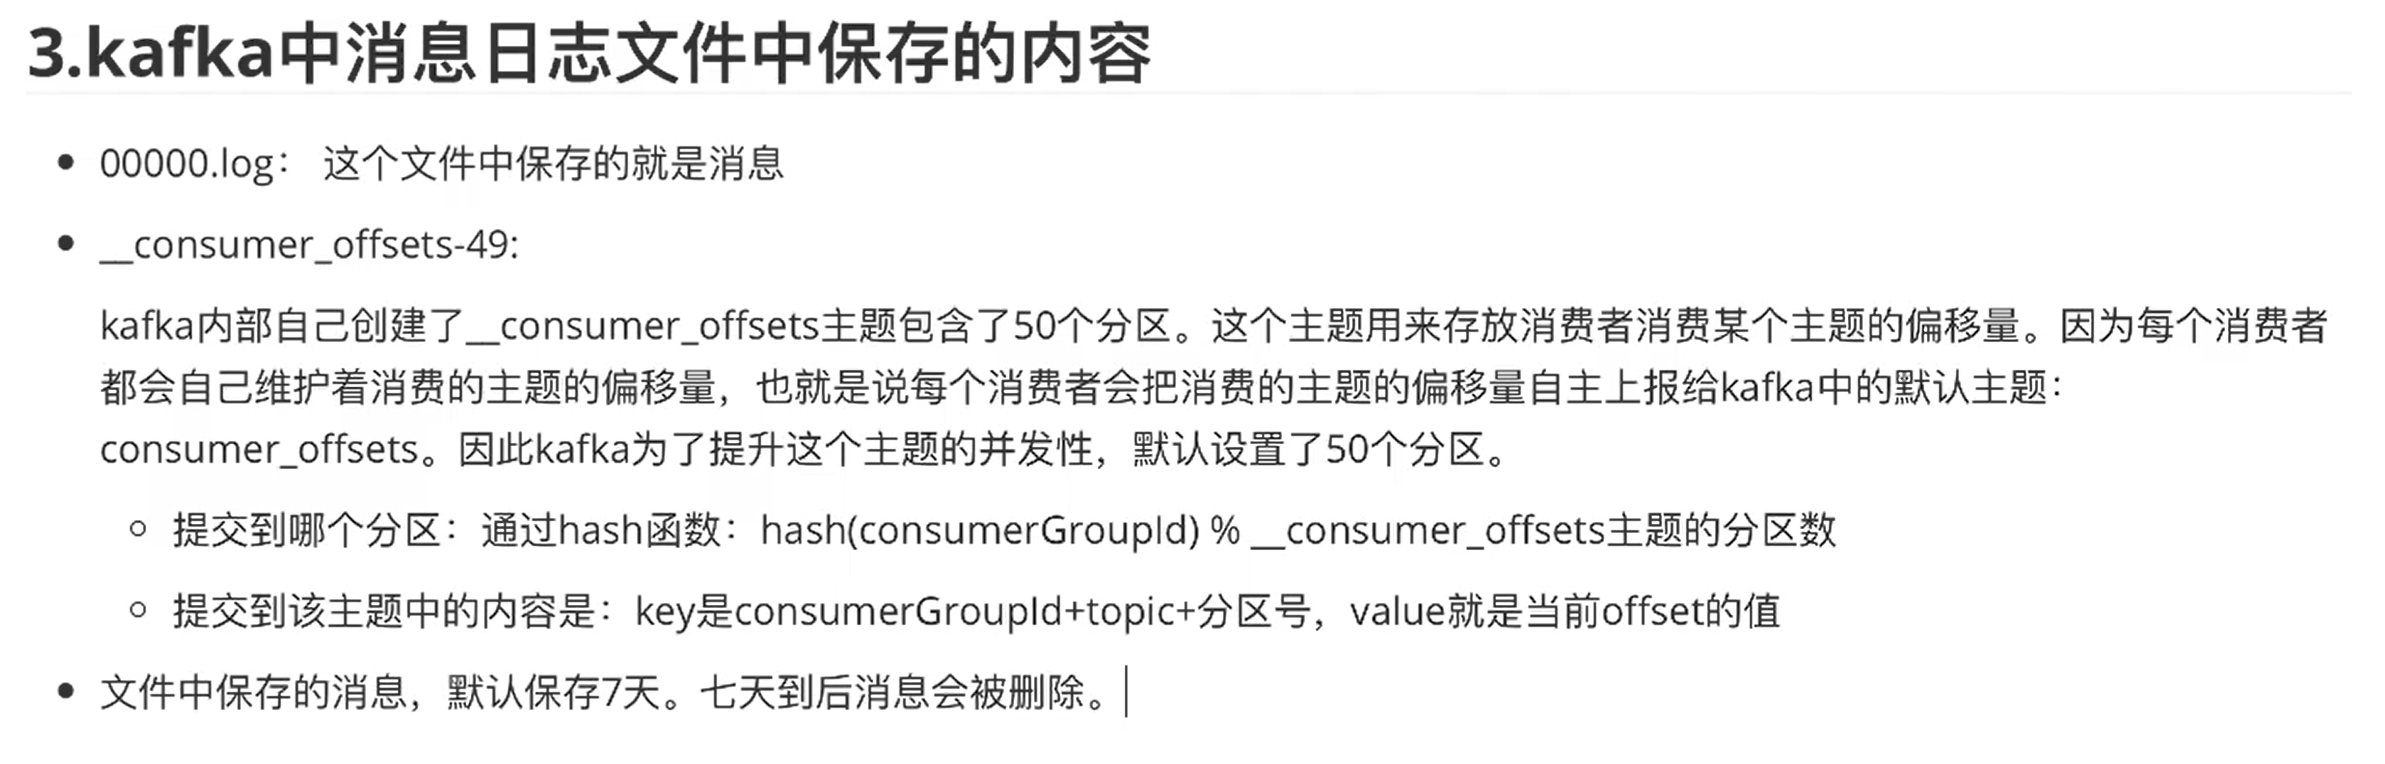 3.kafka中消息日志文件中保存的内容
00000.log： 这个文件中保存的就是消息
__consumer_offsets-49:
kafka内部自己创建了__consumer_offsets主题包含了50个分区。这个主题用来存放消费者消费某个主题的偏移量。因为每个消费者
都会自己维护着消费的主题的偏移量，也就是说每个消费者会把消费的主题的偏移量自主上报给kafka中的默认主题：
consumer_offsets。因此kafka为了提升这个主题的并发性，默认设置了50个分区。
提交到哪个分区：通过hash函数：hash(consumerGroupId) % __consumer_offsets主题的分区数
提交到该主题中的内容是：key是consumerGroupId+topic+分区号，value就是当前offset的值
文件中保存的消息，默认保存7天。七天到后消息会被删除。